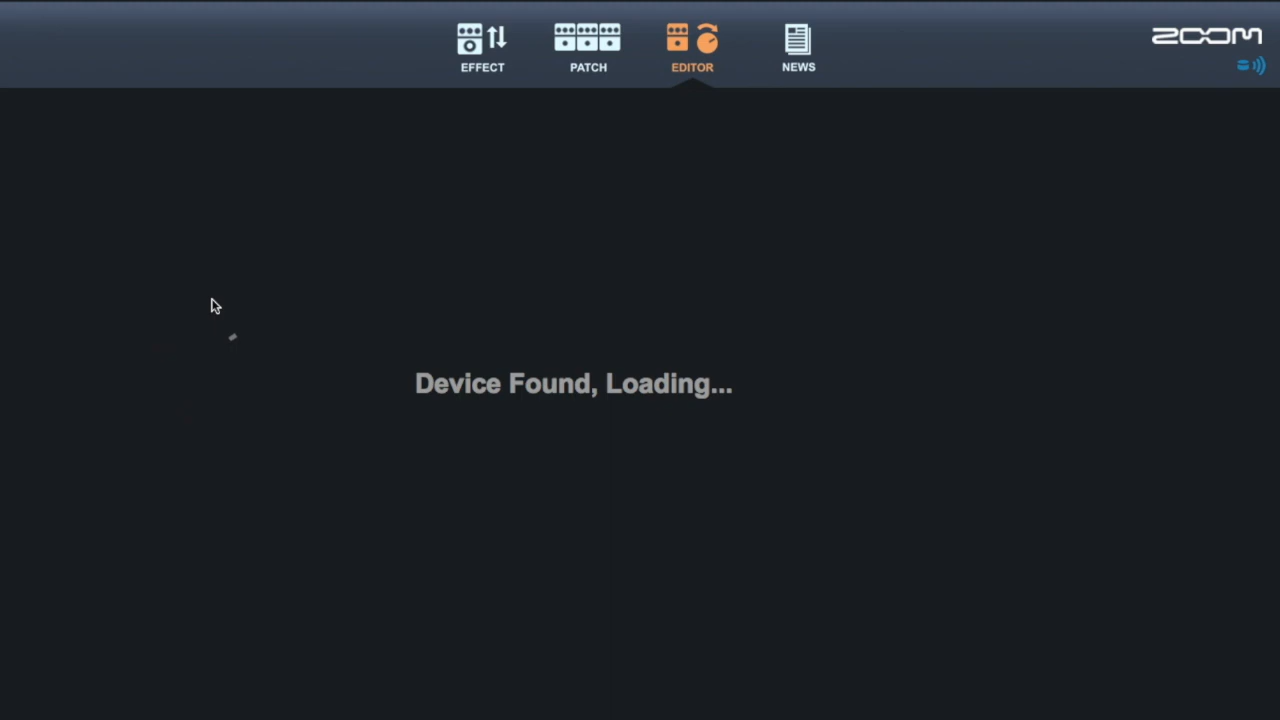 EFFECT
PATCH
EDITOR
NEWS
ZOOM
Device Found, Loading...